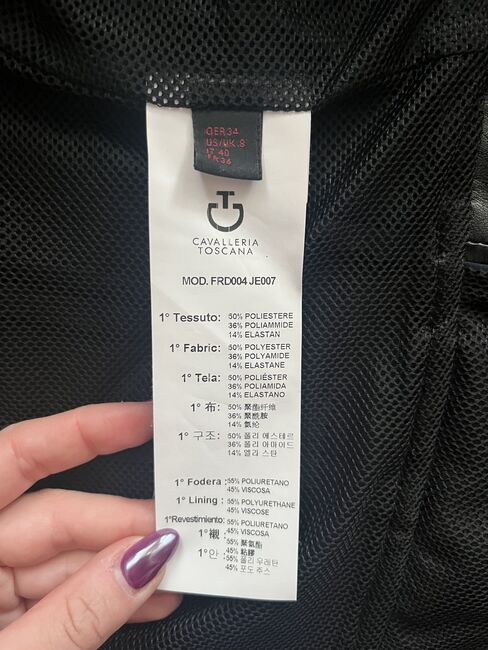 GER 34
US/UK.S
IT 40
FR 36
CAVALLERIA
TOSCANA
MOD. FRD004 JE007
1° Tessuto: 50% POLIESTERE
36% POLIAMMIDE
14% ELASTAN
1° Fabric: 50% POLYESTER
36% POLYAMIDE
14% ELASTANE
1° Tela: 50% POLIÉSTER
36% POLIAMIDA
14% ELASTANO
1° 布: 50% 聚酯纤维
36% 聚酰胺
14% 氨纶
1° 구조: 50% 폴리 에스테르
36% 폴리 아마이드
14% 엘리 스탄
1° Fodera: 55% POLIURETANO
45% VISCOSA
1° Lining: 55% POLYURETHANE
45% VISCOSE
1°Revestimiento: 55% POLIURETANO
45% VISCOSA
1°襯: 55% 聚氨酯
45% 粘膠
1°안: 55% 폴리 우레탄
45% 포도 주스